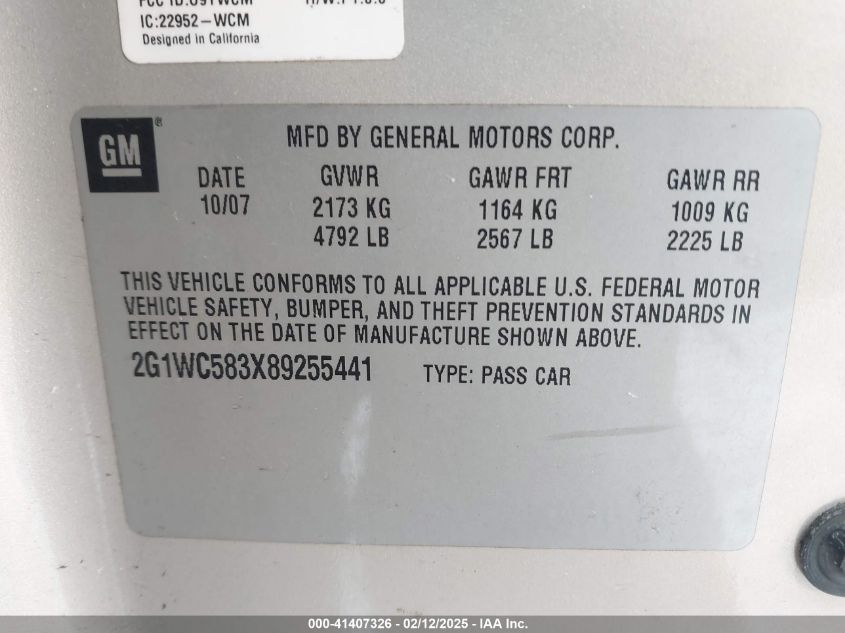 IC:22952-WCM
Designed in California
GM®
MFD BY GENERAL MOTORS CORP.
DATE GVWR GAWR FRT GAWR RR
10/07 2173 KG 1164 KG 1009 KG
4792 LB 2567 LB 2225 LB
THIS VEHICLE CONFORMS TO ALL APPLICABLE U.S. FEDERAL MOTOR
VEHICLE SAFETY, BUMPER, AND THEFT PREVENTION STANDARDS IN
EFFECT ON THE DATE OF MANUFACTURE SHOWN ABOVE.
2G1WC583X89255441 TYPE: PASS CAR
000-41407326 - 02/12/2025 - IAA Inc.